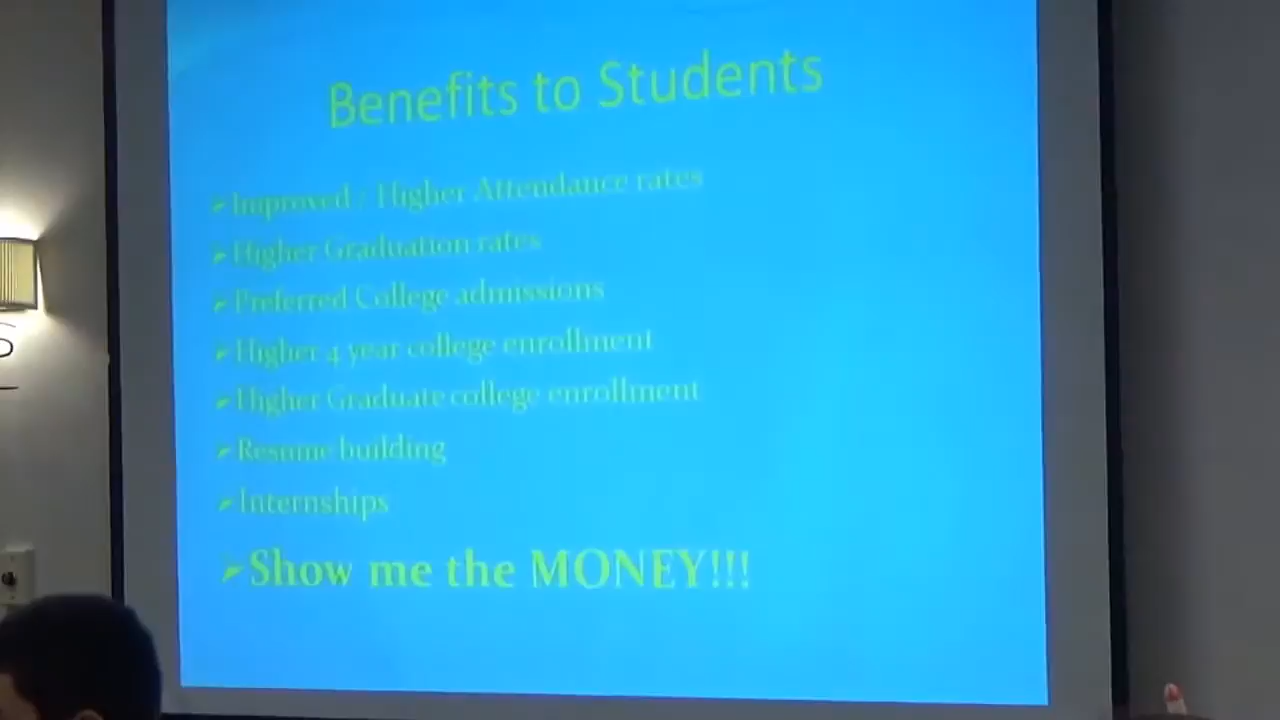 Benefits to Students
Improved / Higher Attendance rates
Higher Graduation rates
Preferred College admissions
Higher 4 year college enrollment
Higher Graduate college enrollment
Resume building
Internships
Show me the MONEY!!!
S